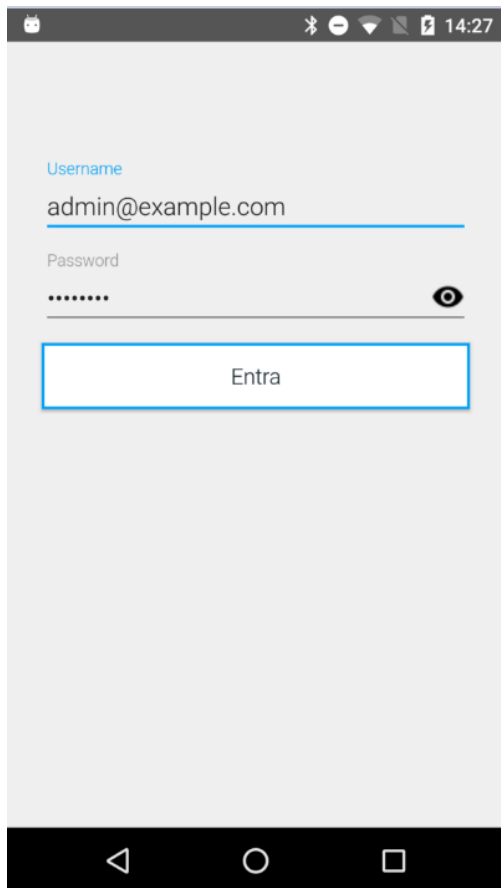 14:27
Username
admin@example.com
Password
••••••••
Entra